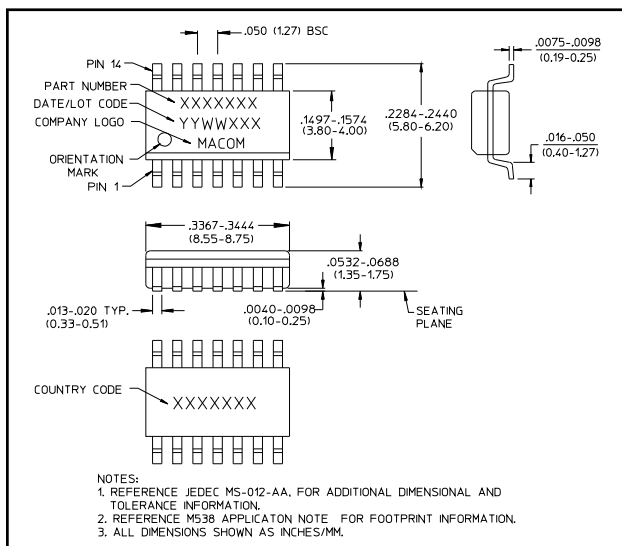 .050 (1.27) BSC
PIN 14
PART NUMBER
DATE/LOT CODE
COMPANY LOGO
ORIENTATION
MARK
PIN 1
XXXXXXX
YYWWXXX
MACOM
.1497-.1574
(3.80-4.00)
.2284-.2440
(5.80-6.20)
.0075-.0098
(0.19-0.25)
.016-.050
(0.40-1.27)
.3367-.3444
(8.55-8.75)
.0532-.0688
(1.35-1.75)
.013-.020 TYP.
(0.33-0.51)
.0040-.0098
(0.10-0.25)
SEATING
PLANE
COUNTRY CODE
XXXXXXX
NOTES:
1. REFERENCE JEDEC MS-012-AA, FOR ADDITIONAL DIMENSIONAL AND
TOLERANCE INFORMATION.
2. REFERENCE M538 APPLICATON NOTE FOR FOOTPRINT INFORMATION.
3. ALL DIMENSIONS SHOWN AS INCHES/MM.